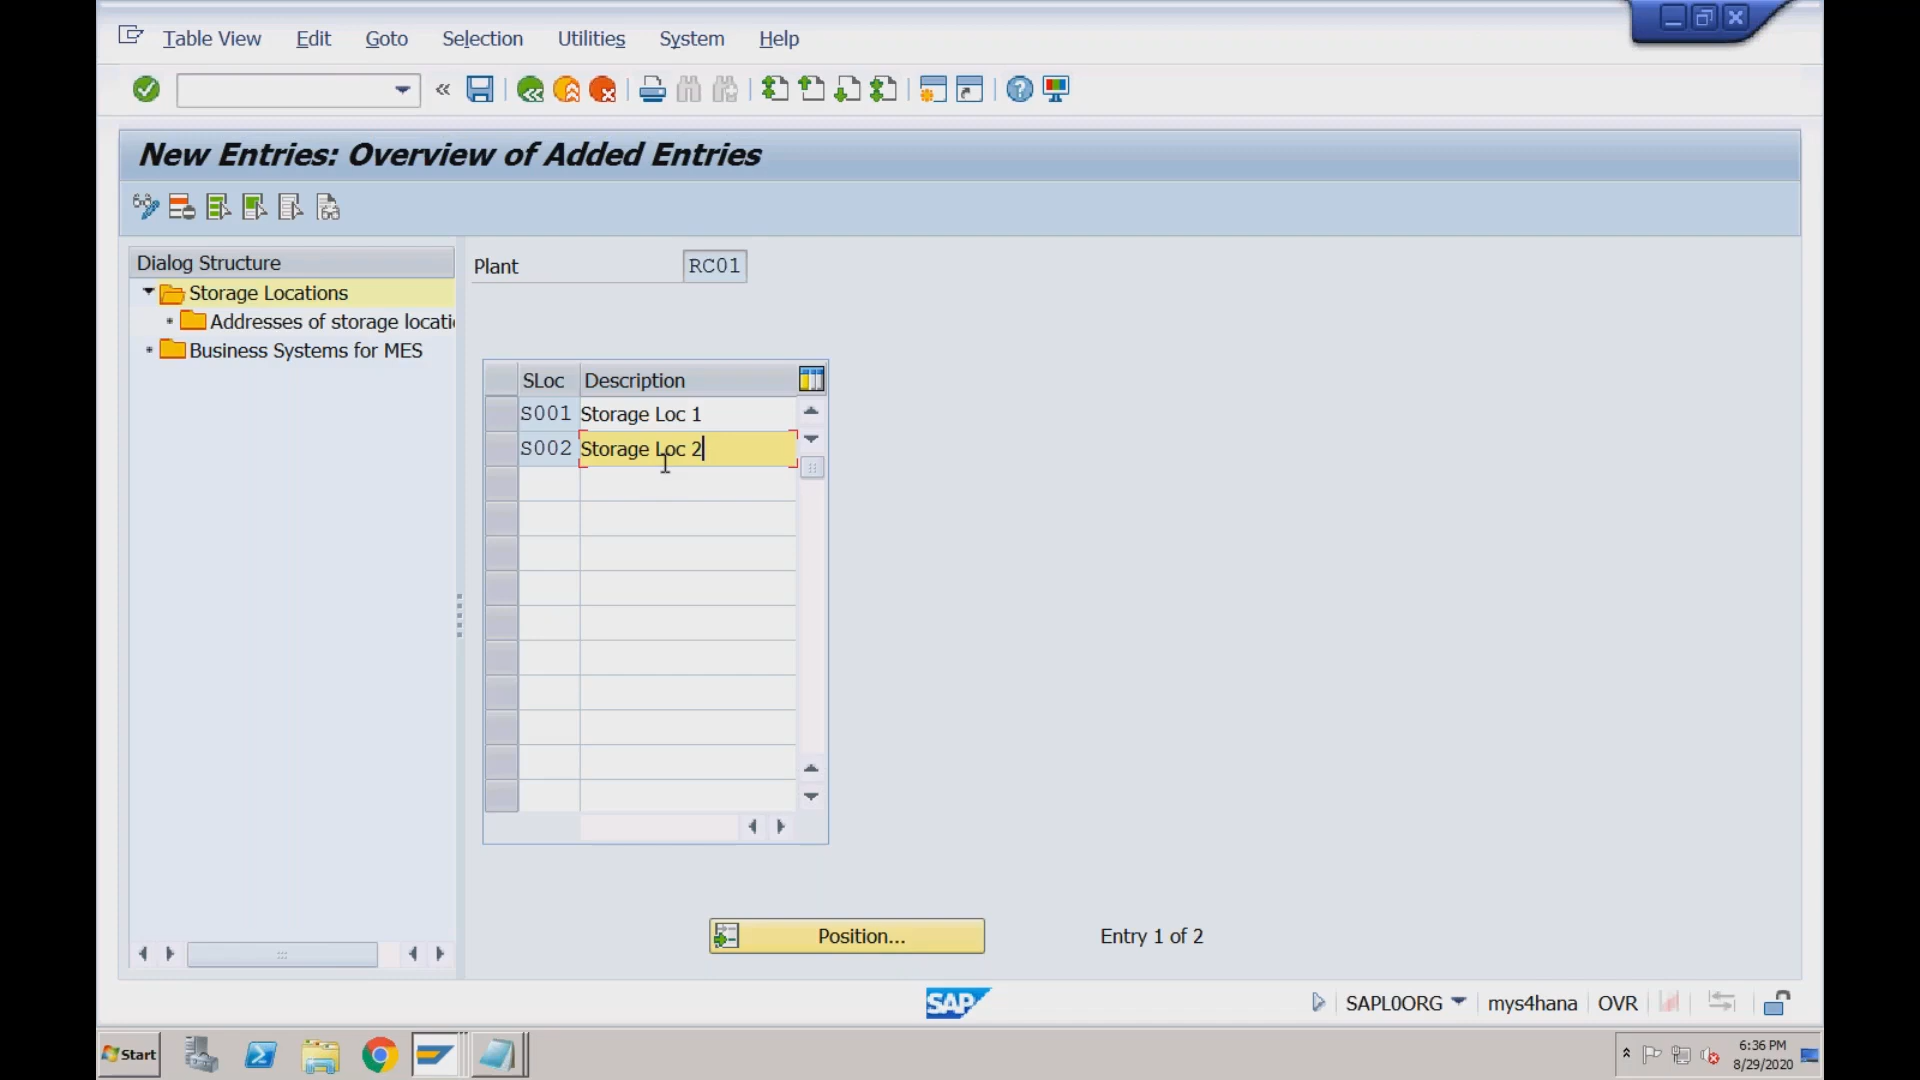 Table View Edit Goto Selection Utilities System Help
New Entries: Overview of Added Entries
Dialog Structure
Storage Locations
Addresses of storage locati
Business Systems for MES
Plant RC01
SLoc Description
S001 Storage Loc 1
S002 Storage Loc 2
Position... Entry 1 of 2
SAP SAPL0ORG mys4hana OVR
Start
6:36 PM
8/29/2020